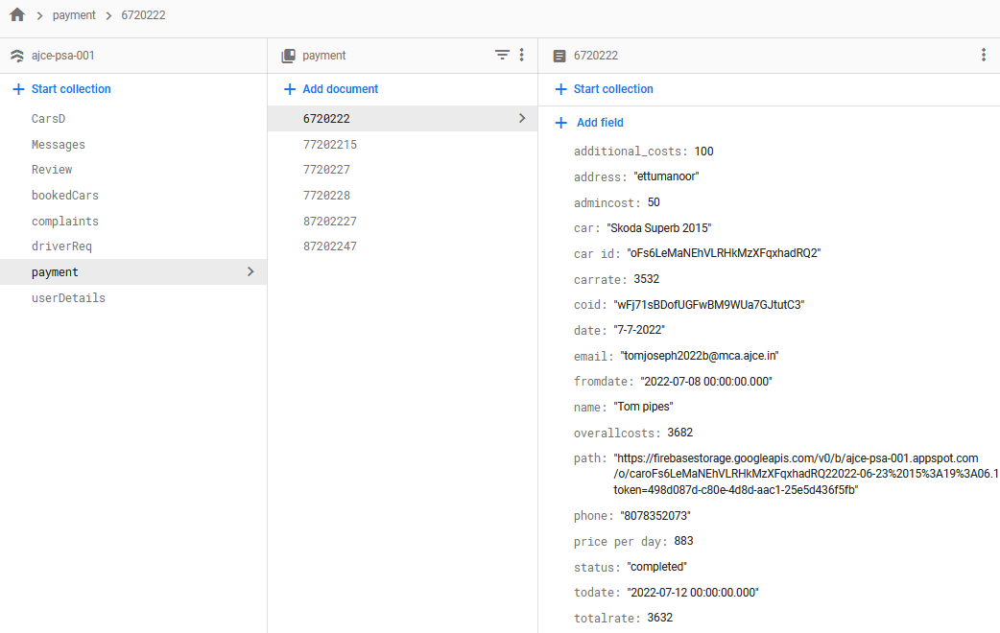 payment
6720222
ajce-psa-001
Start collection
CarsD
Messages
Review
bookedCars
complaints
driverReq
payment
userDetails
payment
Add document
6720222
77202215
7720227
7720228
87202227
87202247
6720222
Start collection
Add field
additional_costs: 100
address: "ettumanoor"
admincost: 50
car: "Skoda Superb 2015"
car id: "oFs6LeMaNEhVLRHkMzXFqxhadRQ2"
carrate: 3532
coid: "wFj71sBDofUGFwBM9WUa7GJtutC3"
date: "7-7-2022"
email: "tomjoseph2022b@mca.ajce.in"
fromdate: "2022-07-08 00:00:00.000"
name: "Tom pipes"
overallcosts: 3682
path: "https://firebasestorage.googleapis.com/v0/b/ajce-psa-001.appspot.com
/o/caroFs6LeMaNEhVLRHkMzXFqxhadRQ22022-06-23%2015%3A19%3A06.1
token=498d087d-c80e-4d8d-aac1-25e5d436f5fb"
phone: "8078352073"
price per day: 883
status: "completed"
todate: "2022-07-12 00:00:00.000"
totalrate: 3632